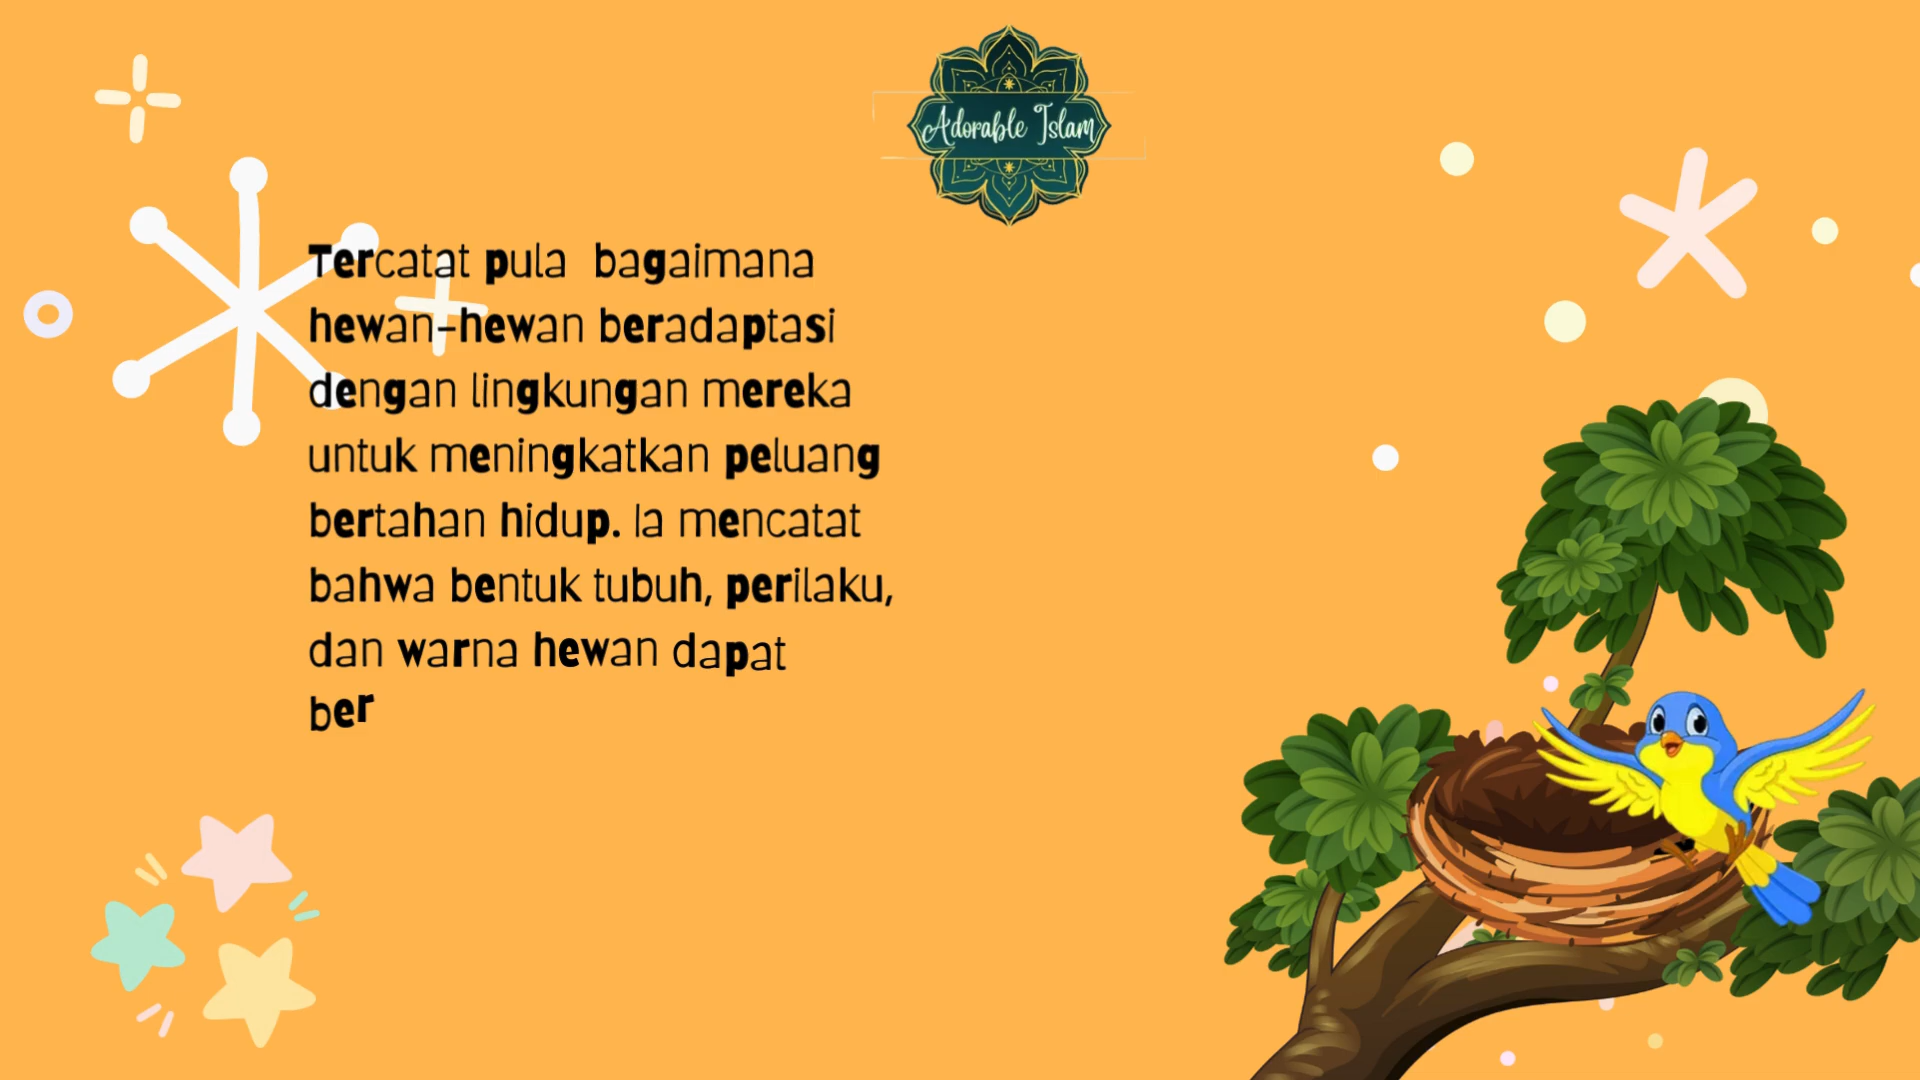 Adorable Islam
Tercatat pula  bagaimana
hewan-hewan beradaptasi
dengan lingkungan mereka
untuk meningkatkan peluang
bertahan hidup. Ia mencatat
bahwa bentuk tubuh, perilaku,
dan warna hewan dapat
ber